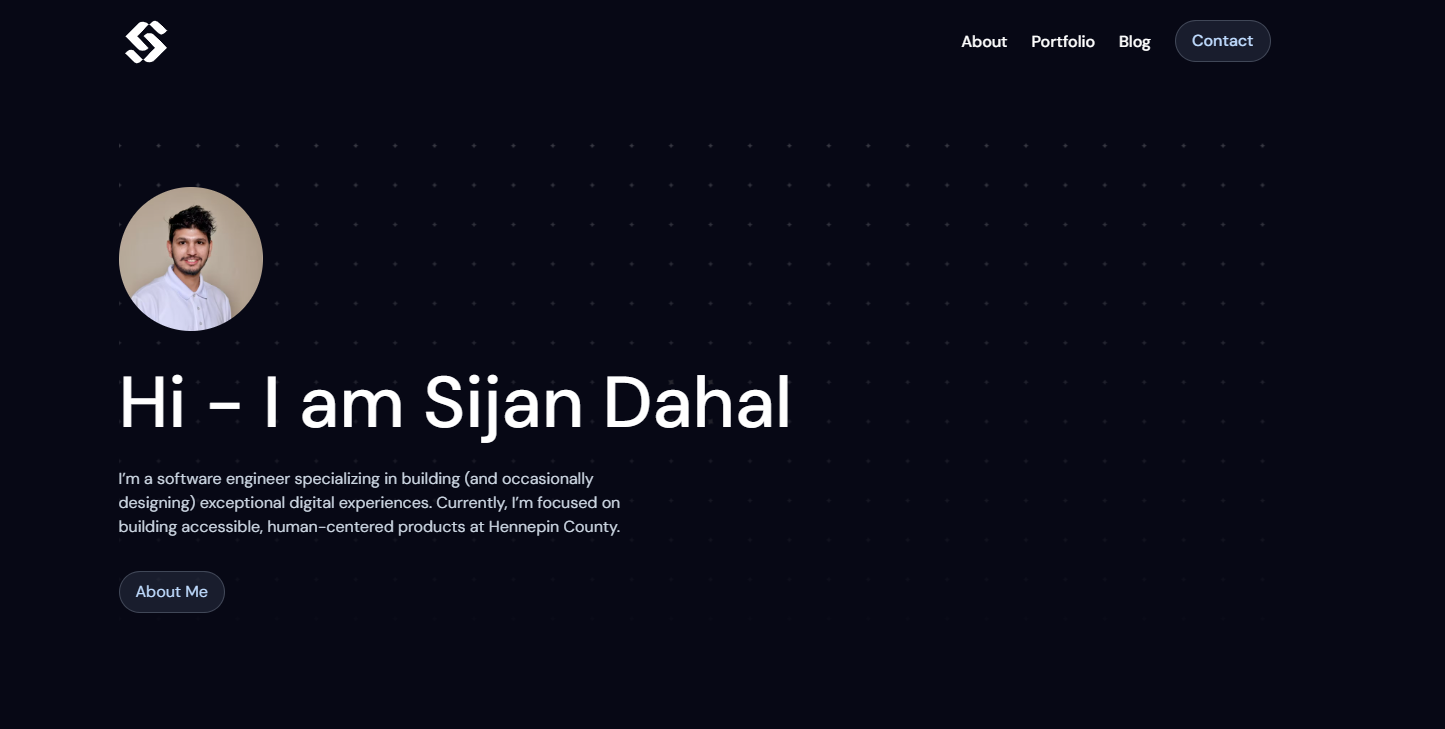 About Portfolio Blog Contact
Hi - I am Sijan Dahal
I'm a software engineer specializing in building (and occasionally
designing) exceptional digital experiences. Currently, I'm focused on
building accessible, human-centered products at Hennepin County.
About Me